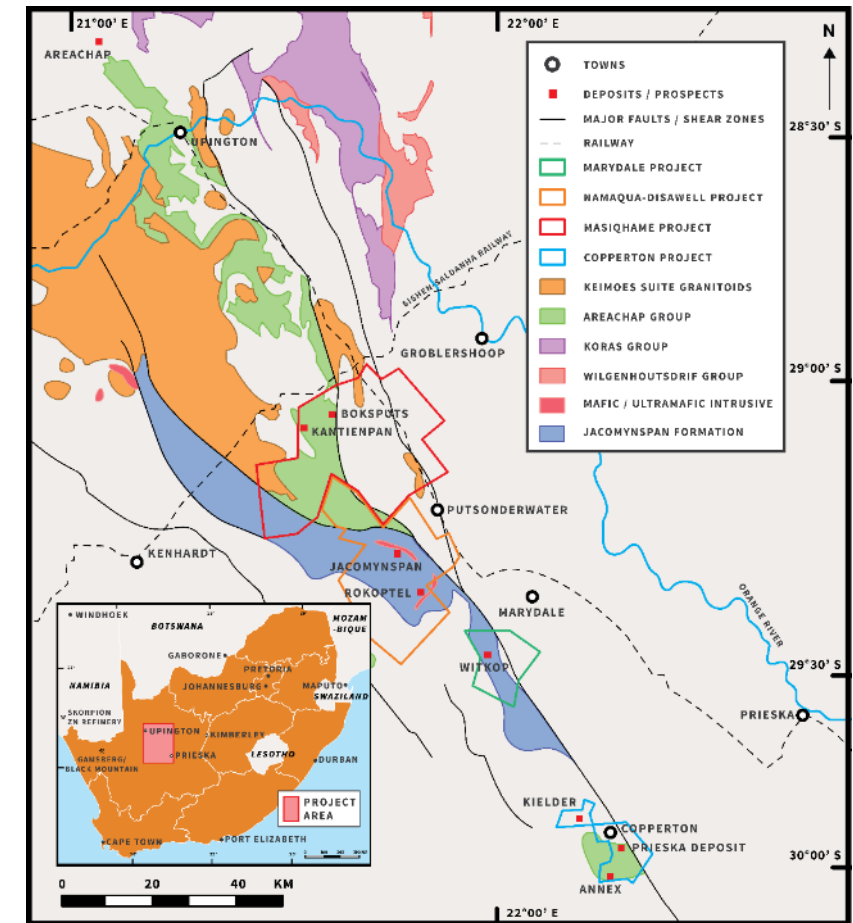 21°00' E
22°00' E
AREACHAP
N
TOWNS
DEPOSITS / PROSPECTS
MAJOR FAULTS / SHEAR ZONES
RAILWAY
MARYDALE PROJECT
NAMAQUA-DISAWELL PROJECT
MASIQHAME PROJECT
COPPERTON PROJECT
KEIMOES SUITE GRANITOIDS
AREACHAP GROUP
KORAS GROUP
WILGENHOUTSDRIF GROUP
MAFIC / ULTRAMAFIC INTRUSIVE
JACOMYNSPAN FORMATION
28°30' S
UPINGTON
SISHEN SALDANHA RAILWAY
GROBLERSHOOP
29°00' S
BOKSPUTS
KANTIENPAN
PUTSONDERWATER
KENHARDT
JACOMYNSPAN
ROKOPTEL
MARYDALE
ORANGE RIVER
WITKOP
29°30' S
PRIESKA
KIELDER
COPPERTON
PRIESKA DEPOSIT
ANNEX
30°00' S
WINDHOEK
BOTSWANA
MOZAM
-BIQUE
GABORONE
PRETORIA
NAMIBIA
JOHANNESBURG
MAPUTO
SWAZILAND
SKORPION
ZN REFINERY
UPINGTON
KIMBERLEY
GAMSBERG/
BLACK MOUNTAIN
PRIESKA
LESOTHO
DURBAN
PROJECT
AREA
CAPE TOWN
PORT ELIZABETH
0 20 40 KM
22°00' E